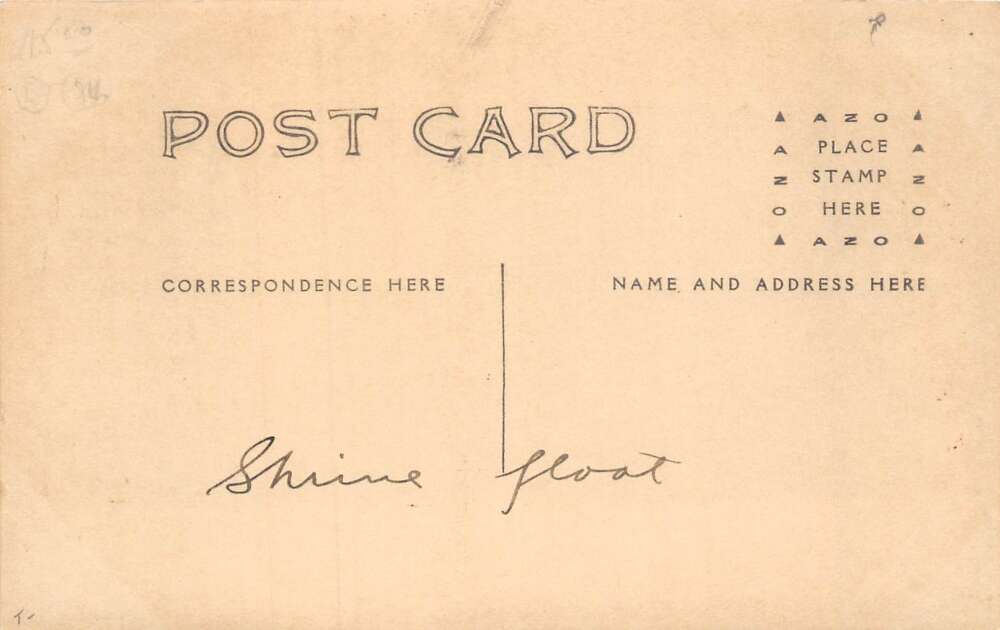 POST CARD
▲ AZO ▲
A PLACE A
Z STAMP Z
O HERE O
▲ AZO ▲
CORRESPONDENCE HERE
NAME AND ADDRESS HERE
Shrine float